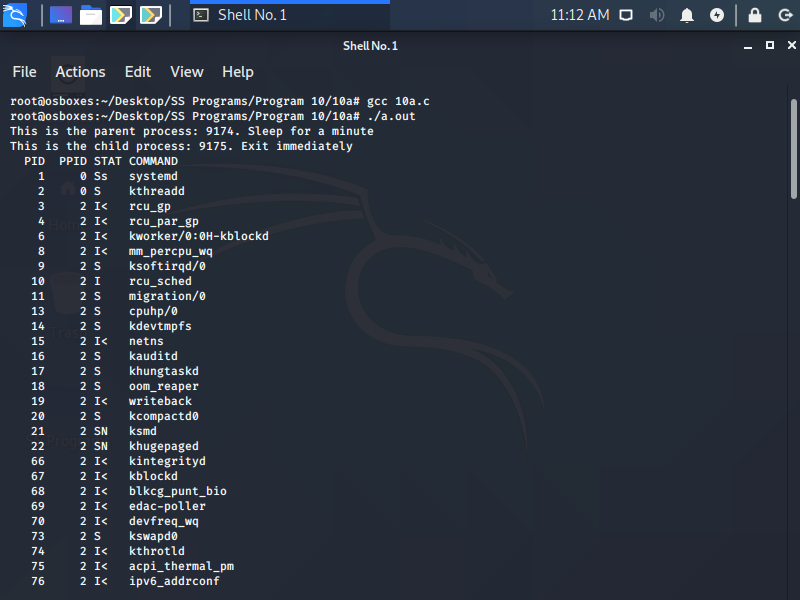 Shell No. 1
11:12 AM
Shell No. 1
File Actions Edit View Help
root@osboxes:~/Desktop/SS Programs/Program 10/10a# gcc 10a.c
root@osboxes:~/Desktop/SS Programs/Program 10/10a# ./a.out
This is the parent process: 9174. Sleep for a minute
This is the child process: 9175. Exit immediately
PID PPID STAT COMMAND
1 0 Ss systemd
2 0 S kthreadd
3 2 I< rcu_gp
4 2 I< rcu_par_gp
6 2 I< kworker/0:0H-kblockd
8 2 I< mm_percpu_wq
9 2 S ksoftirqd/0
10 2 I rcu_sched
11 2 S migration/0
13 2 S cpuhp/0
14 2 S kdevtmpfs
15 2 I< netns
16 2 S kauditd
17 2 S khungtaskd
18 2 S oom_reaper
19 2 I< writeback
20 2 S kcompactd0
21 2 SN ksmd
22 2 SN khugepaged
66 2 I< kintegrityd
67 2 I< kblockd
68 2 I< blkcg_punt_bio
69 2 I< edac-poller
70 2 I< devfreq_wq
73 2 S kswapd0
74 2 I< kthrotld
75 2 I< acpi_thermal_pm
76 2 I< ipv6_addrconf